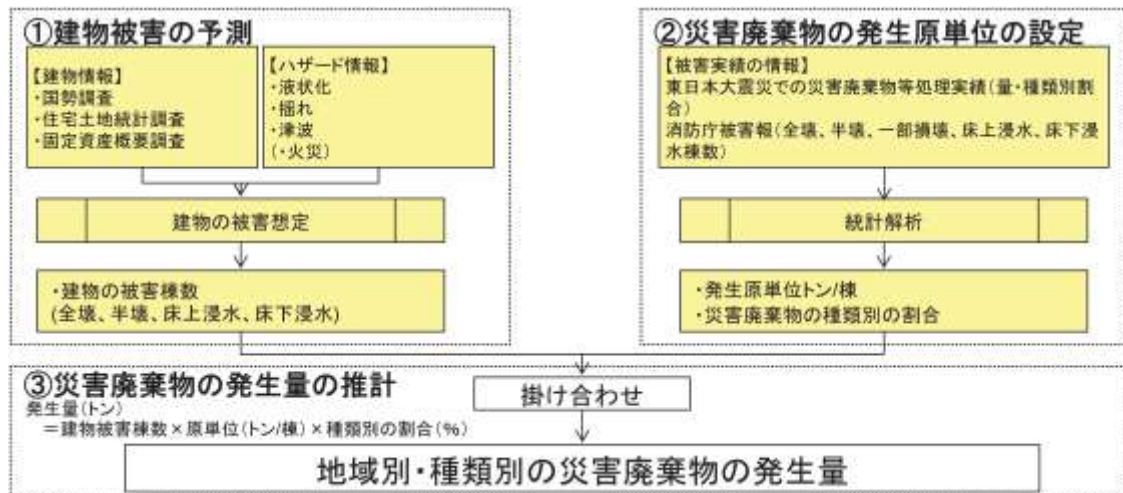 ①建物被害の予測
【建物情報】
・国勢調査
・住宅土地統計調査
・固定資産概要調査
【ハザード情報】
・液状化
・揺れ
・津波
(・火災)
建物の被害想定
・建物の被害棟数
(全壊、半壊、床上浸水、床下浸水)
②災害廃棄物の発生原単位の設定
【被害実績の情報】
東日本大震災での災害廃棄物等処理実績(量・種類別割
合)
消防庁被害報(全壊、半壊、一部損壊、床上浸水、床下浸
水棟数)
統計解析
・発生原単位トン/棟
・災害廃棄物の種類別の割合
③災害廃棄物の発生量の推計
発生量(トン)
＝建物被害棟数×原単位(トン/棟)×種類別の割合(%)
掛け合わせ
地域別・種類別の災害廃棄物の発生量